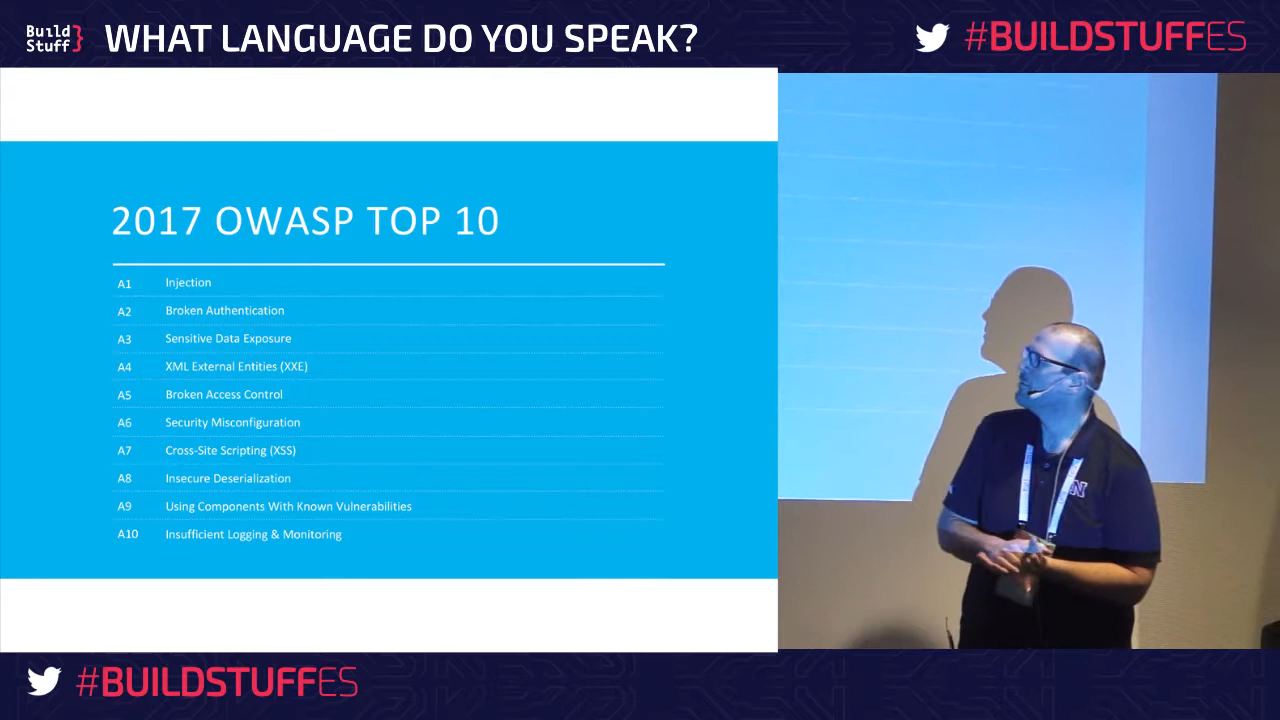 Build
Stuff}
WHAT LANGUAGE DO YOU SPEAK?
#BUILDSTUFFES
2017 OWASP TOP 10
A1 Injection
A2 Broken Authentication
A3 Sensitive Data Exposure
A4 XML External Entities (XXE)
A5 Broken Access Control
A6 Security Misconfiguration
A7 Cross-Site Scripting (XSS)
A8 Insecure Deserialization
A9 Using Components With Known Vulnerabilities
A10 Insufficient Logging & Monitoring
N
#BUILDSTUFFES